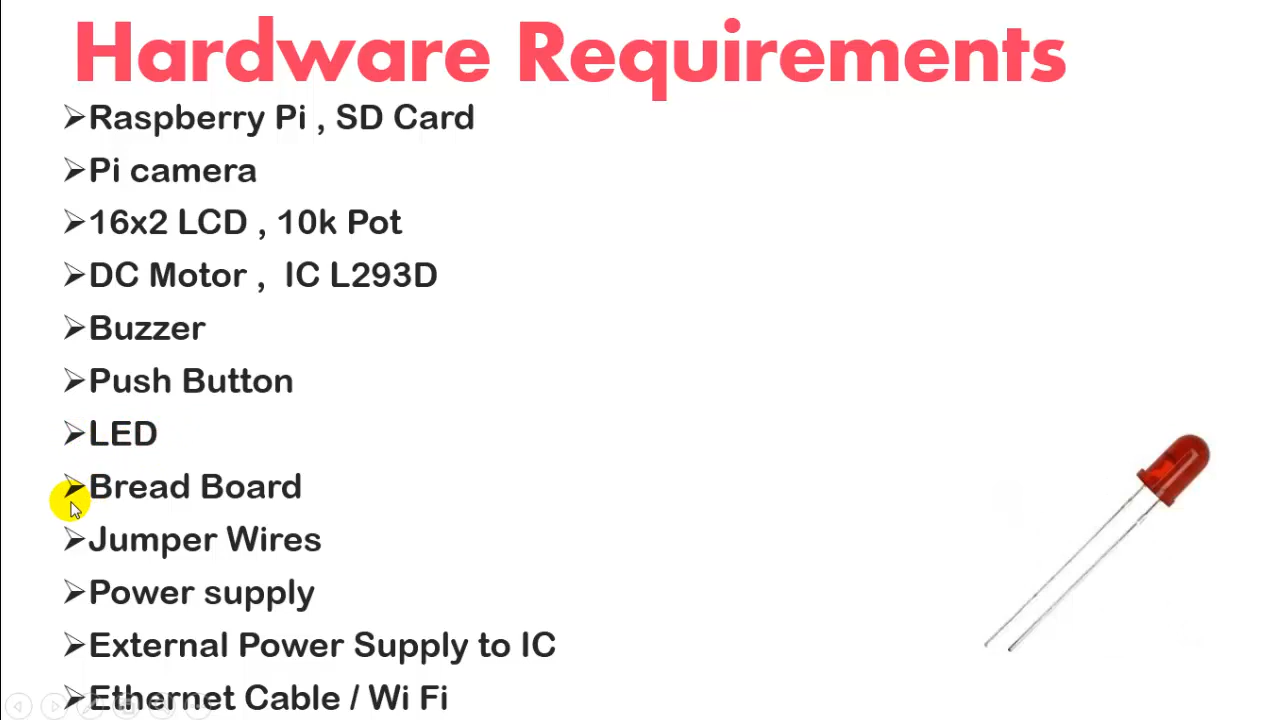 Hardware Requirements
➢Raspberry Pi , SD Card
➢Pi camera
➢16x2 LCD , 10k Pot
➢DC Motor ,  IC L293D
➢Buzzer
➢Push Button
➢LED
➢Bread Board
➢Jumper Wires
➢Power supply
➢External Power Supply to IC
➢Ethernet Cable / Wi Fi